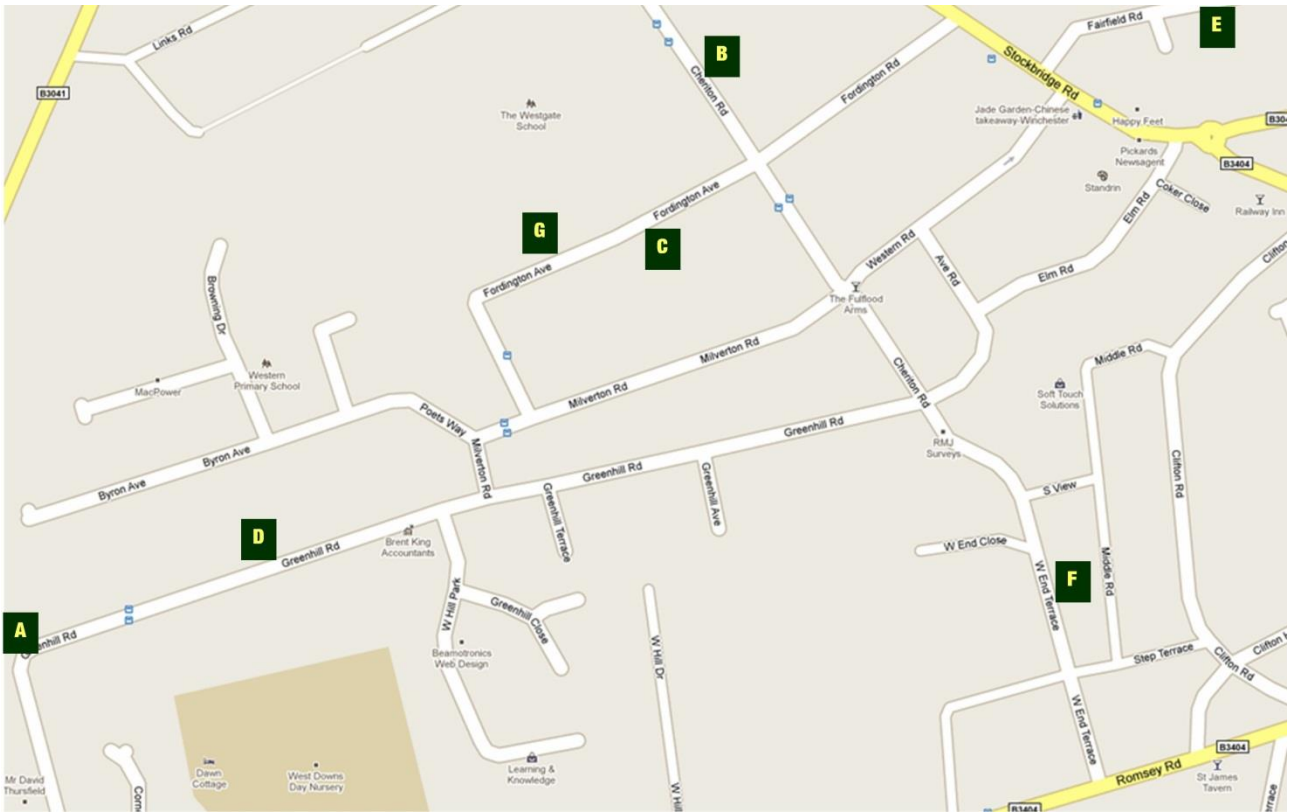 Links Rd
B3041
B
Cheriton Rd
The Westgate
School
Fordington Rd
Stockbridge Rd
Fairfield Rd
E
Jade Garden-Chinese
takeaway-Winchester
Happy Feet
Pickards
Newsagent
B3404
Standrin
Coker Close
Railway Inn
Elm Rd
Elm Rd
Fordington Ave
G
C
Fordington Ave
Western Rd
Ave Rd
The Fulflood
Arms
Browning Dr
MacPower
Western
Primary School
Milverton Rd
Milverton Rd
Poets Way
Milverton Rd
Byron Ave
Byron Ave
Cheriton Rd
Middle Rd
Soft Touch
Solutions
RMJ
Surveys
Greenhill Rd
Greenhill Rd
Greenhill Ave
Greenhill Terrace
S View
Clifton Rd
W End Close
Middle Rd
W End Terrace
F
D
Greenhill Rd
Brent King
Accountants
A
enhill Rd
W Hill Park
Greenhill Close
Beamotronics
Web Design
W Hill Dr
Step Terrace
Clifton Rd
W End Terrace
Dawn
Cottage
West Downs
Day Nursery
Learning &
Knowledge
Mr David
Thursfield
Romsey Rd
B3404
St James
Tavern
B3404